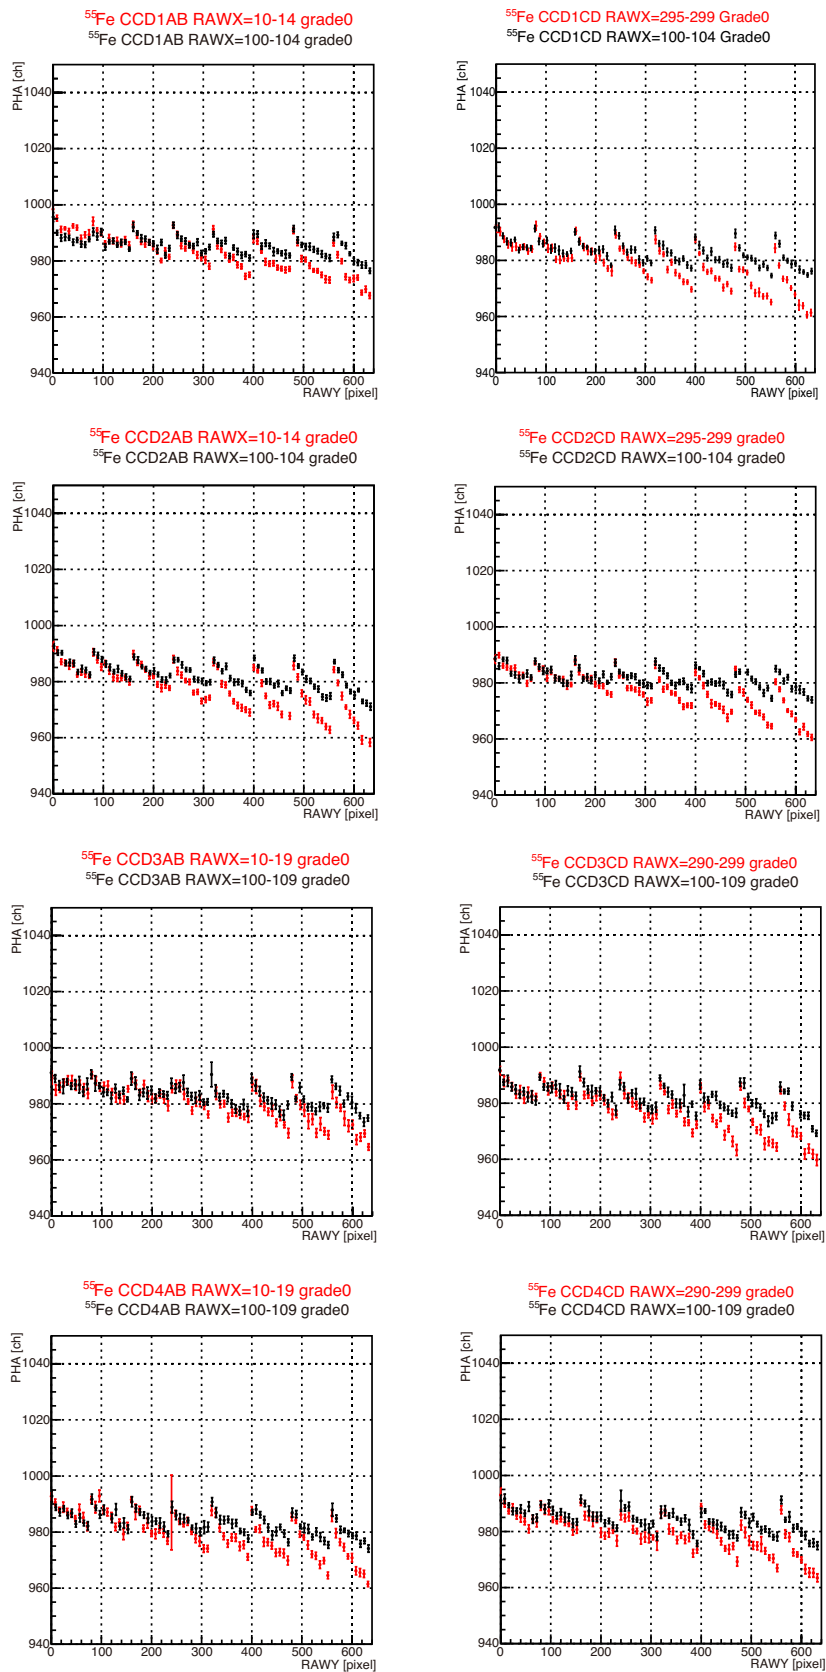 ⁵⁵Fe CCD1AB RAWX=10-14 grade0
⁵⁵Fe CCD1AB RAWX=100-104 grade0
PHA [ch]
1040
1020
1000
980
960
940
0 100 200 300 400 500 600
RAWY [pixel]
⁵⁵Fe CCD1CD RAWX=295-299 Grade0
⁵⁵Fe CCD1CD RAWX=100-104 Grade0
PHA [ch]
1040
1020
1000
980
960
940
0 100 200 300 400 500 600
RAWY [pixel]
⁵⁵Fe CCD2AB RAWX=10-14 grade0
⁵⁵Fe CCD2AB RAWX=100-104 grade0
PHA [ch]
1040
1020
1000
980
960
940
0 100 200 300 400 500 600
RAWY [pixel]
⁵⁵Fe CCD2CD RAWX=295-299 grade0
⁵⁵Fe CCD2CD RAWX=100-104 grade0
PHA [ch]
1040
1020
1000
980
960
940
0 100 200 300 400 500 600
RAWY [pixel]
⁵⁵Fe CCD3AB RAWX=10-19 grade0
⁵⁵Fe CCD3AB RAWX=100-109 grade0
PHA [ch]
1040
1020
1000
980
960
940
0 100 200 300 400 500 600
RAWY [pixel]
⁵⁵Fe CCD3CD RAWX=290-299 grade0
⁵⁵Fe CCD3CD RAWX=100-109 grade0
PHA [ch]
1040
1020
1000
980
960
940
0 100 200 300 400 500 600
RAWY [pixel]
⁵⁵Fe CCD4AB RAWX=10-19 grade0
⁵⁵Fe CCD4AB RAWX=100-109 grade0
PHA [ch]
1040
1020
1000
980
960
940
0 100 200 300 400 500 600
RAWY [pixel]
⁵⁵Fe CCD4CD RAWX=290-299 grade0
⁵⁵Fe CCD4CD RAWX=100-109 grade0
PHA [ch]
1040
1020
1000
980
960
940
0 100 200 300 400 500 600
RAWY [pixel]